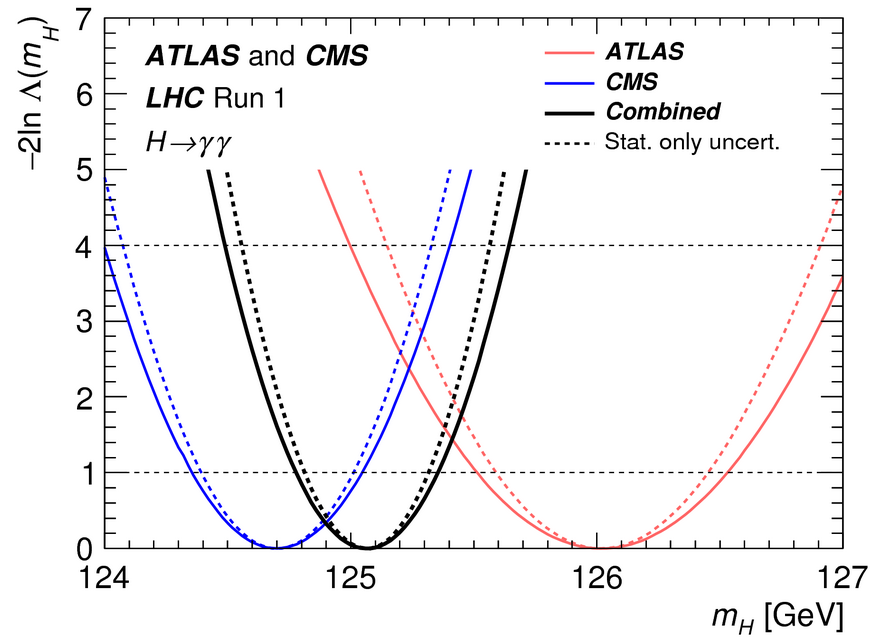 7
6
5
4
3
2
1
0
−2ln Λ(m_H)
ATLAS and CMS
LHC Run 1
H→γγ
ATLAS
CMS
Combined
Stat. only uncert.
124
125
126
127
m_H [GeV]